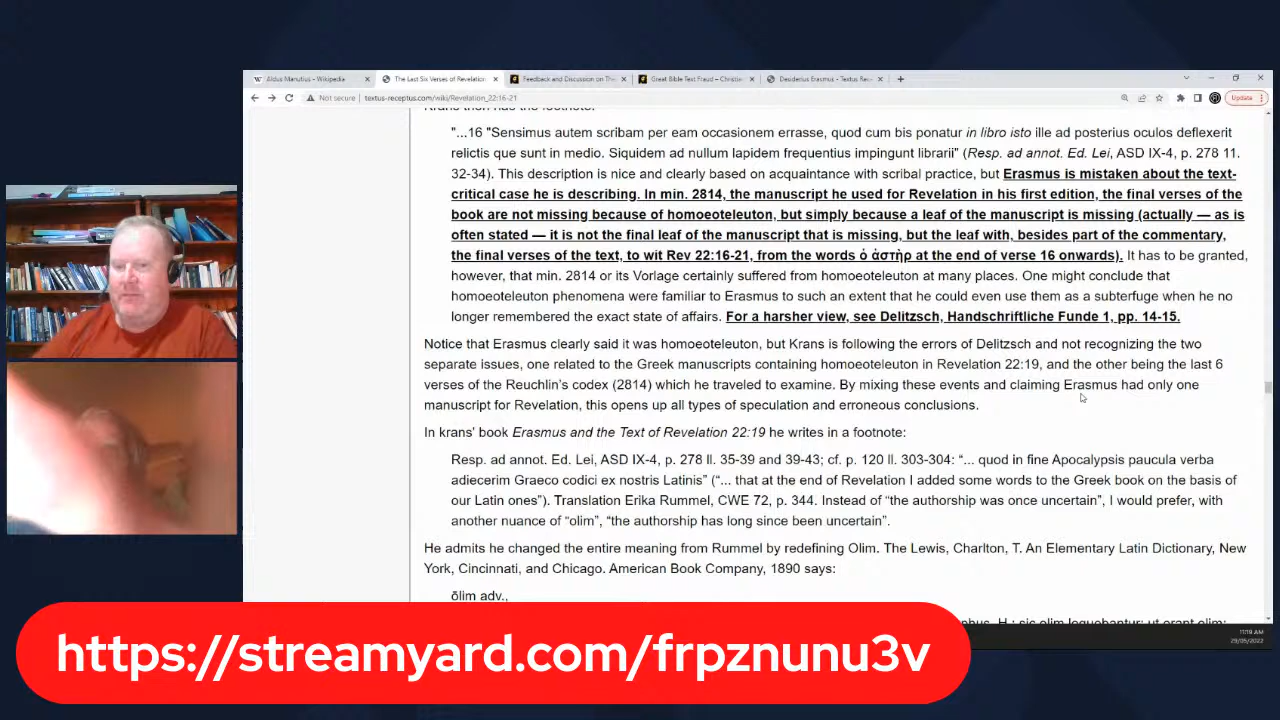 Aldus Manutius - Wikipedia
The Last Six Verses of Revelation
Feedback and Discussion on The
Great Bible Text Fraud - Christian
Desiderius Erasmus - Textus Rec
Not secure | textus-receptus.com/wiki/Revelation_22:16-21
Update
"...16 "Sensimus autem scribam per eam occasionem errasse, quod cum bis ponatur in libro isto ille ad posterius oculos deflexerit
relictis que sunt in medio. Siquidem ad nullum lapidem frequentius impingunt librarii” (Resp. ad annot. Ed. Lei, ASD IX-4, p. 278 11.
32-34). This description is nice and clearly based on acquaintance with scribal practice, but Erasmus is mistaken about the text-
critical case he is describing. In min. 2814, the manuscript he used for Revelation in his first edition, the final verses of the
book are not missing because of homoeoteleuton, but simply because a leaf of the manuscript is missing (actually — as is
often stated — it is not the final leaf of the manuscript that is missing, but the leaf with, besides part of the commentary,
the final verses of the text, to wit Rev 22:16-21, from the words ὁ ἀστὴρ at the end of verse 16 onwards). It has to be granted,
however, that min. 2814 or its Vorlage certainly suffered from homoeoteleuton at many places. One might conclude that
homoeoteleuton phenomena were familiar to Erasmus to such an extent that he could even use them as a subterfuge when he no
longer remembered the exact state of affairs. For a harsher view, see Delitzsch, Handschriftliche Funde 1, pp. 14-15.
Notice that Erasmus clearly said it was homoeoteleuton, but Krans is following the errors of Delitzsch and not recognizing the two
separate issues, one related to the Greek manuscripts containing homoeoteleuton in Revelation 22:19, and the other being the last 6
verses of the Reuchlin's codex (2814) which he traveled to examine. By mixing these events and claiming Erasmus had only one
manuscript for Revelation, this opens up all types of speculation and erroneous conclusions.
In krans' book Erasmus and the Text of Revelation 22:19 he writes in a footnote:
Resp. ad annot. Ed. Lei, ASD IX-4, p. 278 ll. 35-39 and 39-43; cf. p. 120 ll. 303-304: “... quod in fine Apocalypsis paucula verba
adiecerim Graeco codici ex nostris Latinis” (“... that at the end of Revelation I added some words to the Greek book on the basis of
our Latin ones”). Translation Erika Rummel, CWE 72, p. 344. Instead of “the authorship was once uncertain”, I would prefer, with
another nuance of “olim”, “the authorship has long since been uncertain”.
He admits he changed the entire meaning from Rummel by redefining Olim. The Lewis, Charlton, T. An Elementary Latin Dictionary, New
York, Cincinnati, and Chicago. American Book Company, 1890 says:
ōlim adv.,
11:19 AM
29/05/2022
https://streamyard.com/frpznunu3v